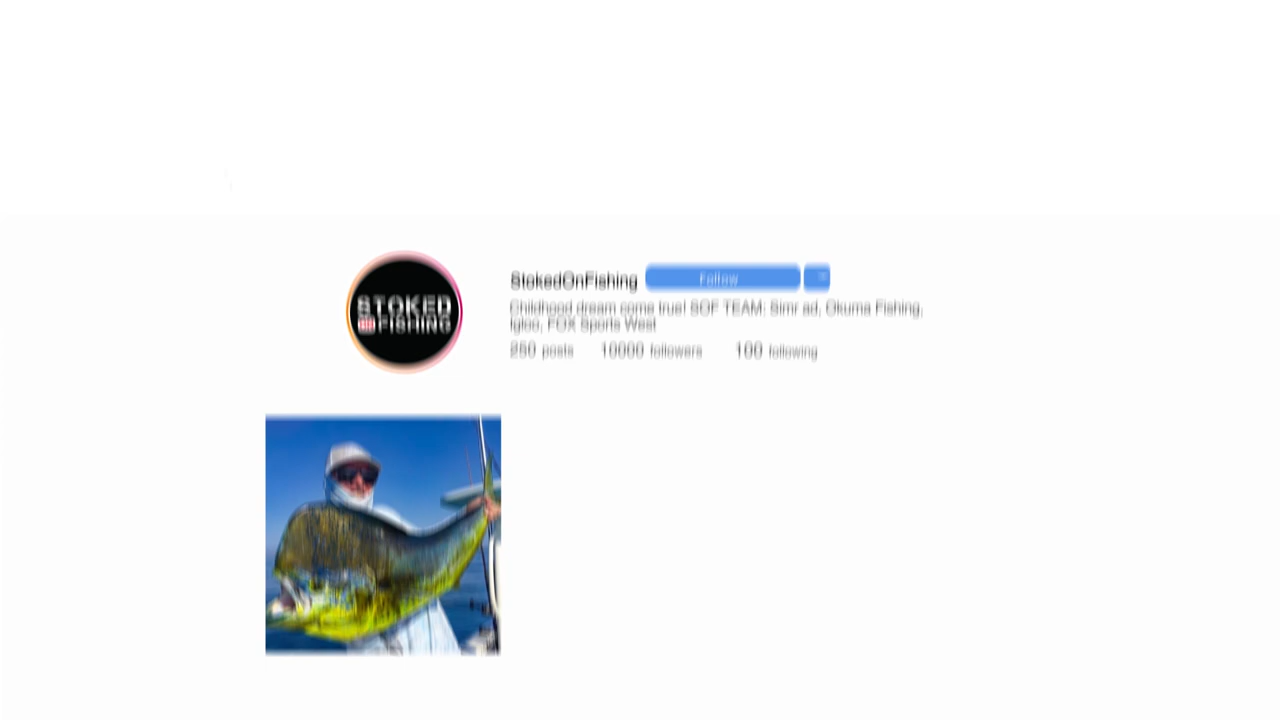 STOKED
ON FISHING
StokedOnFishing Follow
Childhood dream come true! SOF TEAM: Simrad, Okuma Fishing,
Igloo, FOX Sports West
250 posts 10000 followers 100 following